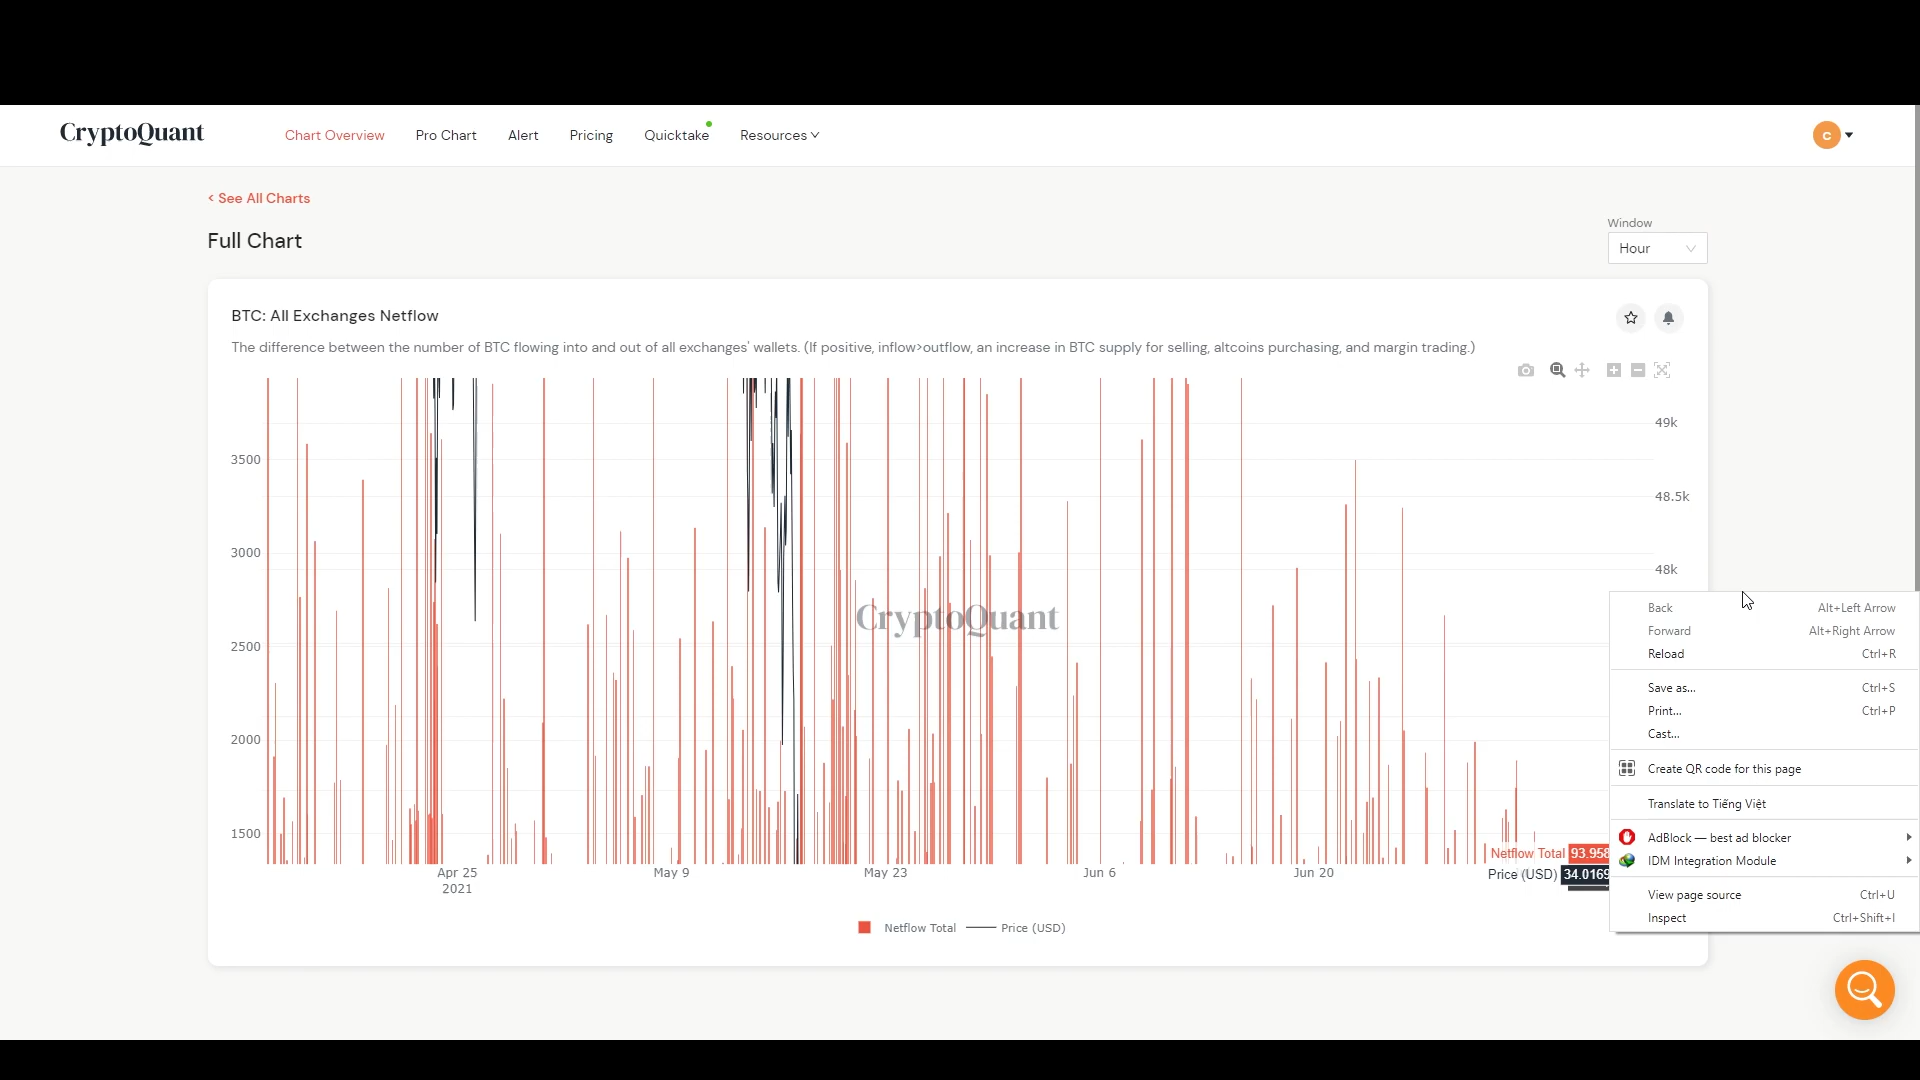 CryptoQuant
Chart Overview Pro Chart Alert Pricing Quicktake Resources
C
< See All Charts
Full Chart
Window
Hour
BTC: All Exchanges Netflow
The difference between the number of BTC flowing into and out of all exchanges' wallets. (If positive, inflow>outflow, an increase in BTC supply for selling, altcoins purchasing, and margin trading.)
49k
3500
48.5k
3000
48k
CryptoQuant
2500
2000
1500
Netflow Total 93.958
Price (USD) 34.0169
Apr 25 May 9 May 23 Jun 6 Jun 20
2021
Netflow Total Price (USD)
Back Alt+Left Arrow
Forward Alt+Right Arrow
Reload Ctrl+R
Save as... Ctrl+S
Print... Ctrl+P
Cast...
Create QR code for this page
Translate to Tiếng Việt
AdBlock — best ad blocker
IDM Integration Module
View page source Ctrl+U
Inspect Ctrl+Shift+I